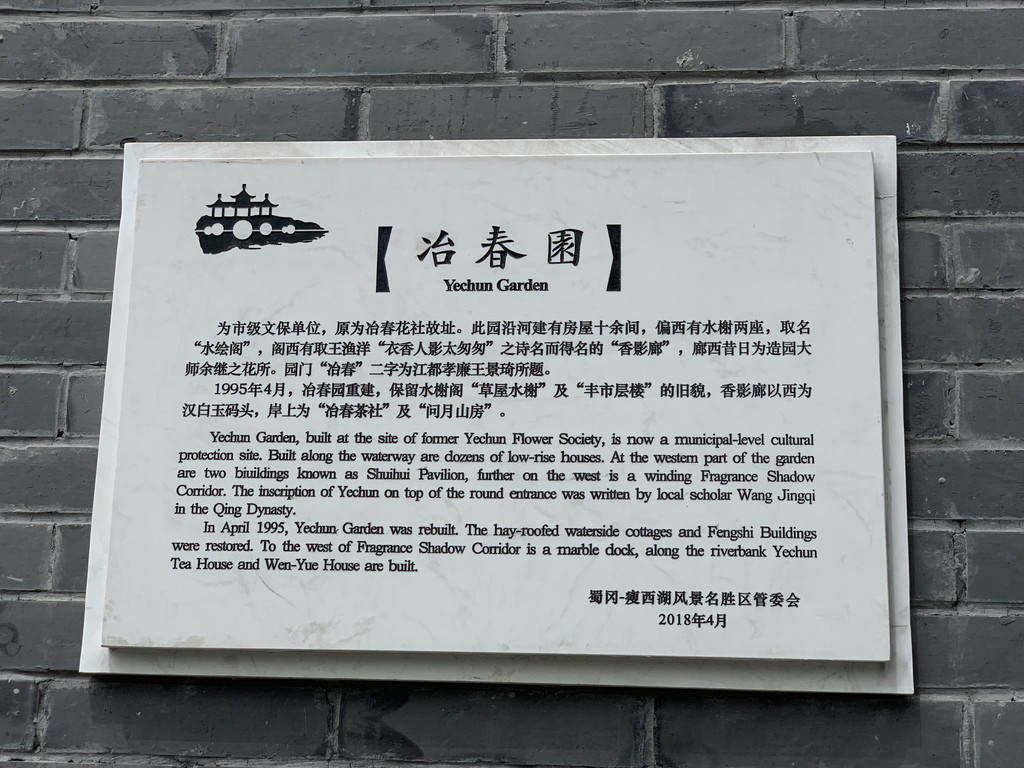 【冶春園】
Yechun Garden
为市级文保单位，原为冶春花社故址。此园沿河建有房屋十余间，偏西有水榭两座，取名
“水绘阁”，阁西有取王渔洋“衣香人影太匆匆”之诗名而得名的“香影廊”，廊西昔日为造园大
师余继之花所。园门“冶春”二字为江都孝廉王景琦所题。
1995年4月，冶春园重建，保留水榭阁“草屋水榭”及“丰市层楼”的旧貌，香影廊以西为
汉白玉码头，岸上为“冶春茶社”及“问月山房”。
Yechun Garden, built at the site of former Yechun Flower Society, is now a municipal-level cultural
protection site. Built along the waterway are dozens of low-rise houses. At the western part of the garden
are two biuildings known as Shuihui Pavilion, further on the west is a winding Fragrance Shadow
Corridor. The inscription of Yechun on top of the round entrance was written by local scholar Wang Jingqi
in the Qing Dynasty.
In April 1995, Yechun Garden was rebuilt. The hay-roofed waterside cottages and Fengshi Buildings
were restored. To the west of Fragrance Shadow Corridor is a marble dock, along the riverbank Yechun
Tea House and Wen-Yue House are built.
蜀冈-瘦西湖风景名胜区管委会
2018年4月